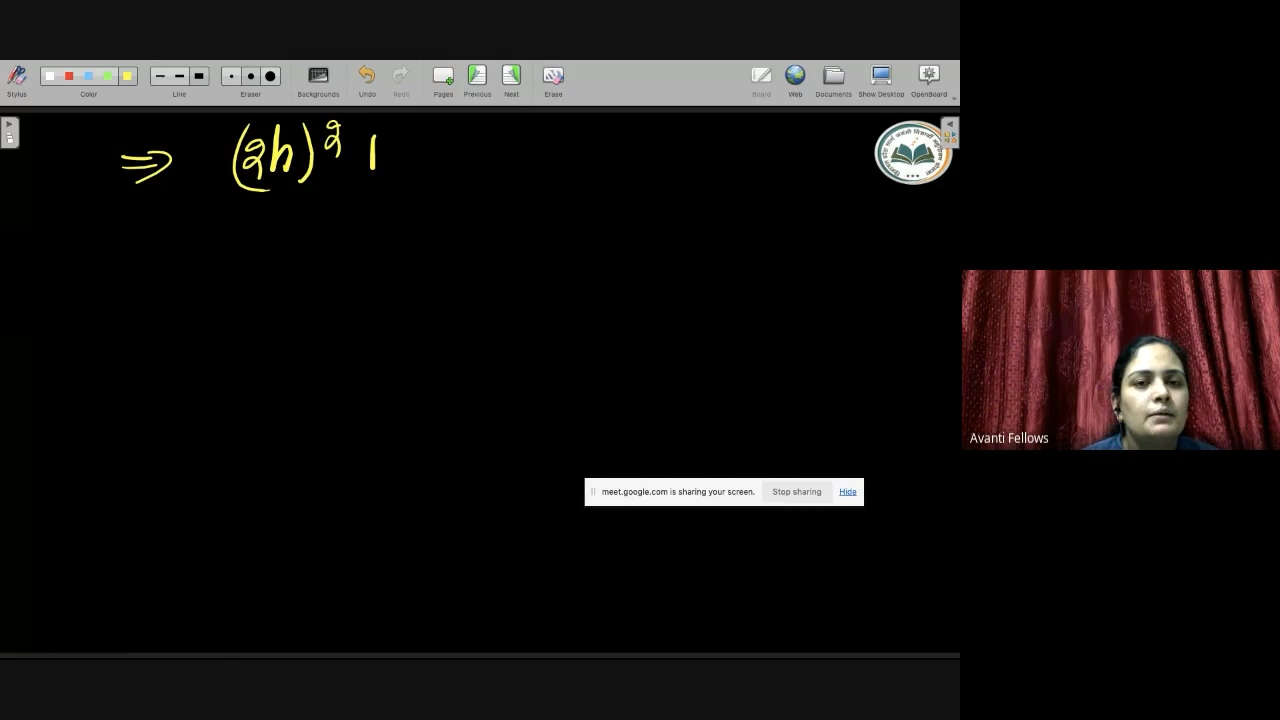 Stylus Color Line Eraser Backgrounds Undo Redo Pages Previous Next Erase Board Web Documents Show Desktop OpenBoard
⇒ (2h)² |
Avanti Fellows
meet.google.com is sharing your screen. Stop sharing Hide